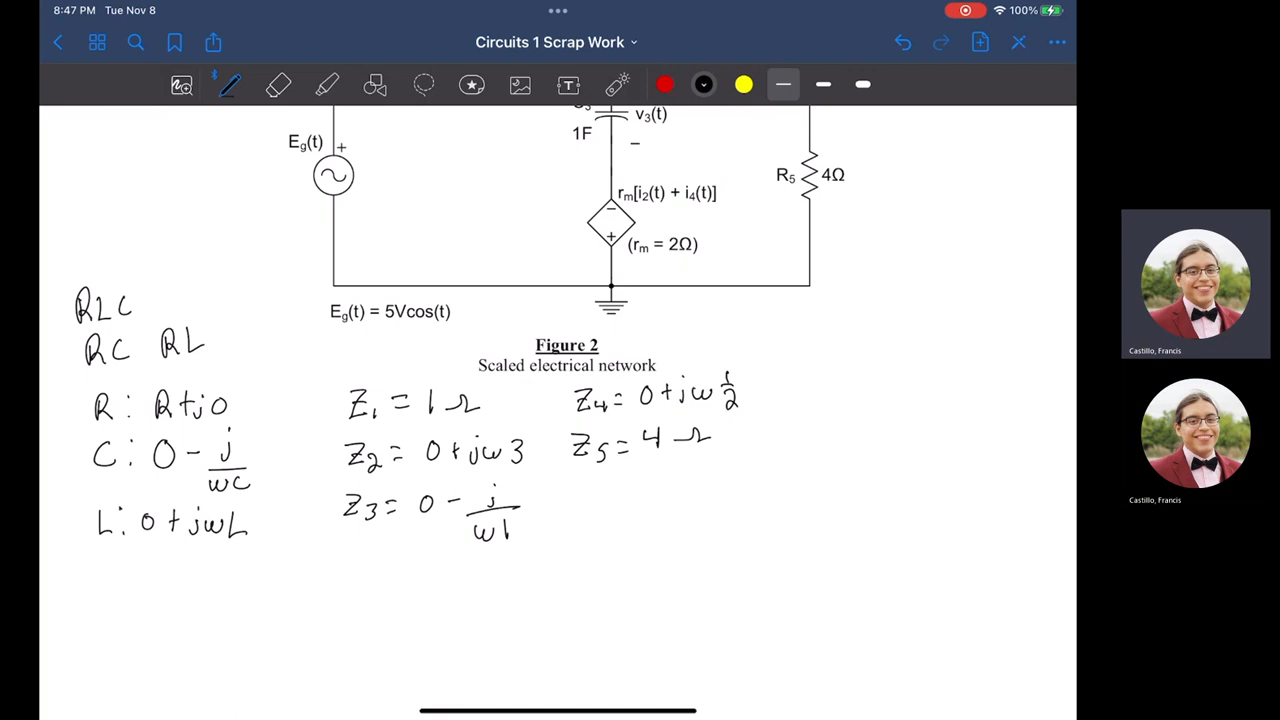 8:47 PM Tue Nov 8
100%
Circuits 1 Scrap Work
1F
v3(t)
−
Eg(t)
+
rm[i2(t) + i4(t)]
−
+
(rm = 2Ω)
R5
4Ω
Eg(t) = 5Vcos(t)
Figure 2
Scaled electrical network
RLC
RC RL
R: R+j0
C: 0 - j/wC
L: 0 + jwL
Z1 = 1 Ω
Z2 = 0 + jw3
Z3 = 0 - j/w1
Z4 = 0 + jw 1/2
Z5 = 4 Ω
Castillo, Francis
Castillo, Francis